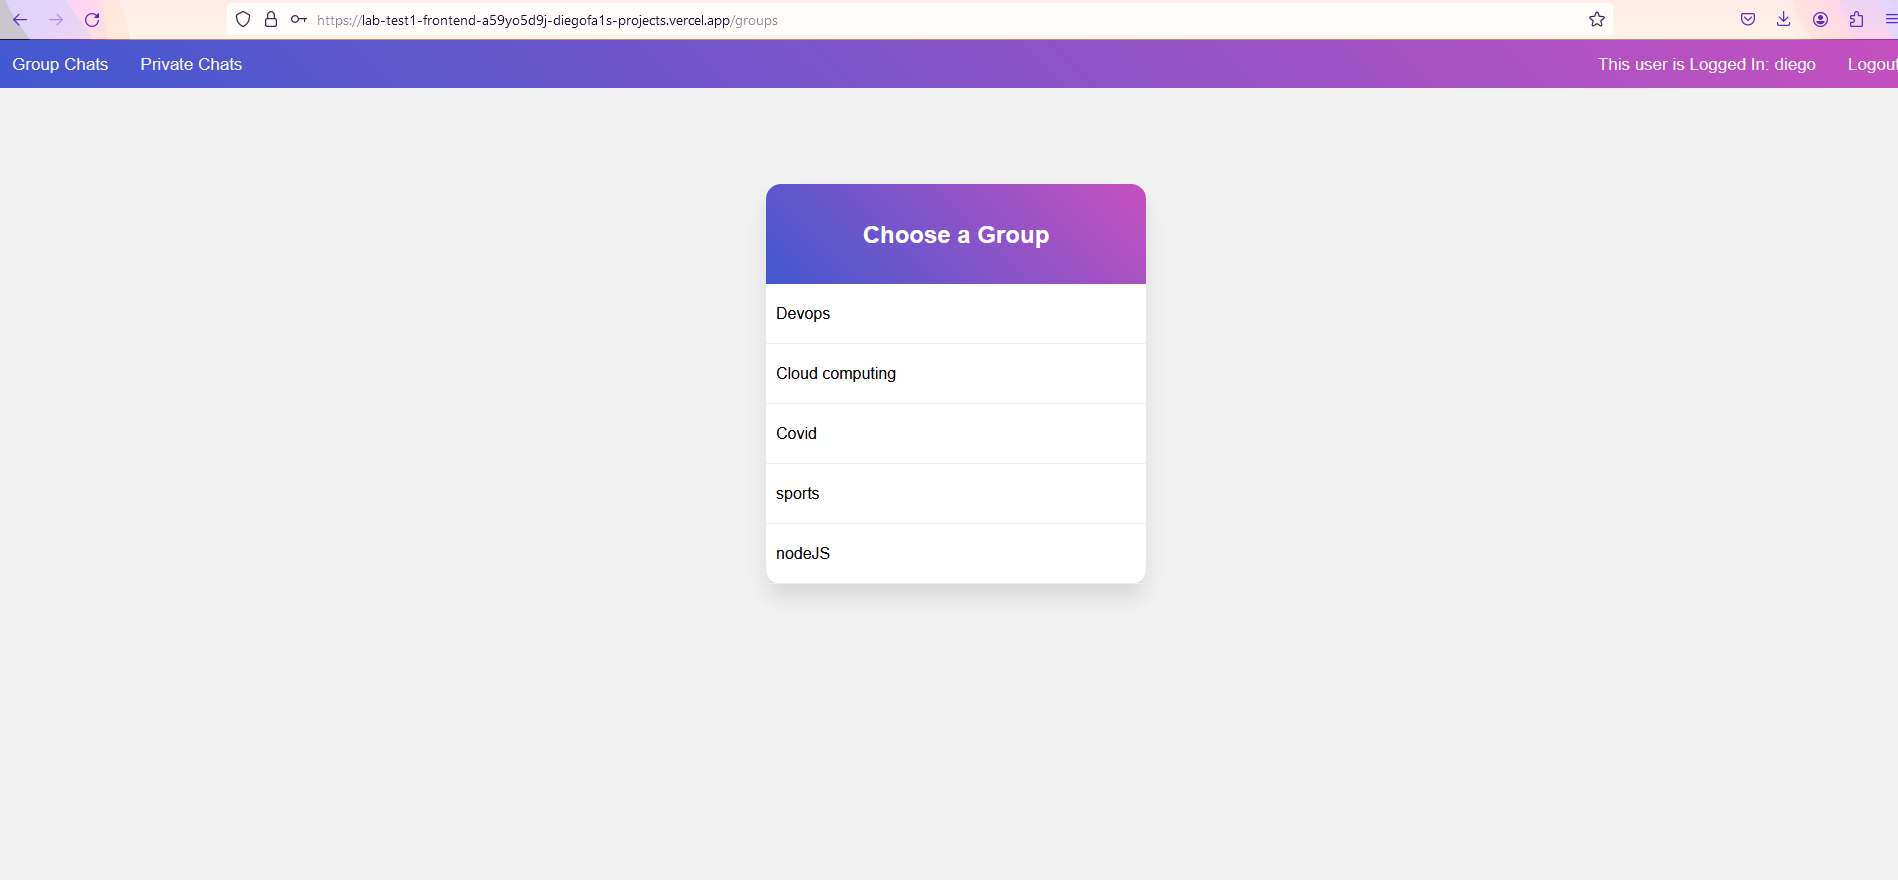 https://lab-test1-frontend-a59yo5d9j-diegofa1s-projects.vercel.app/groups
Group Chats Private Chats This user is Logged In: diego Logout
Choose a Group
Devops
Cloud computing
Covid
sports
nodeJS